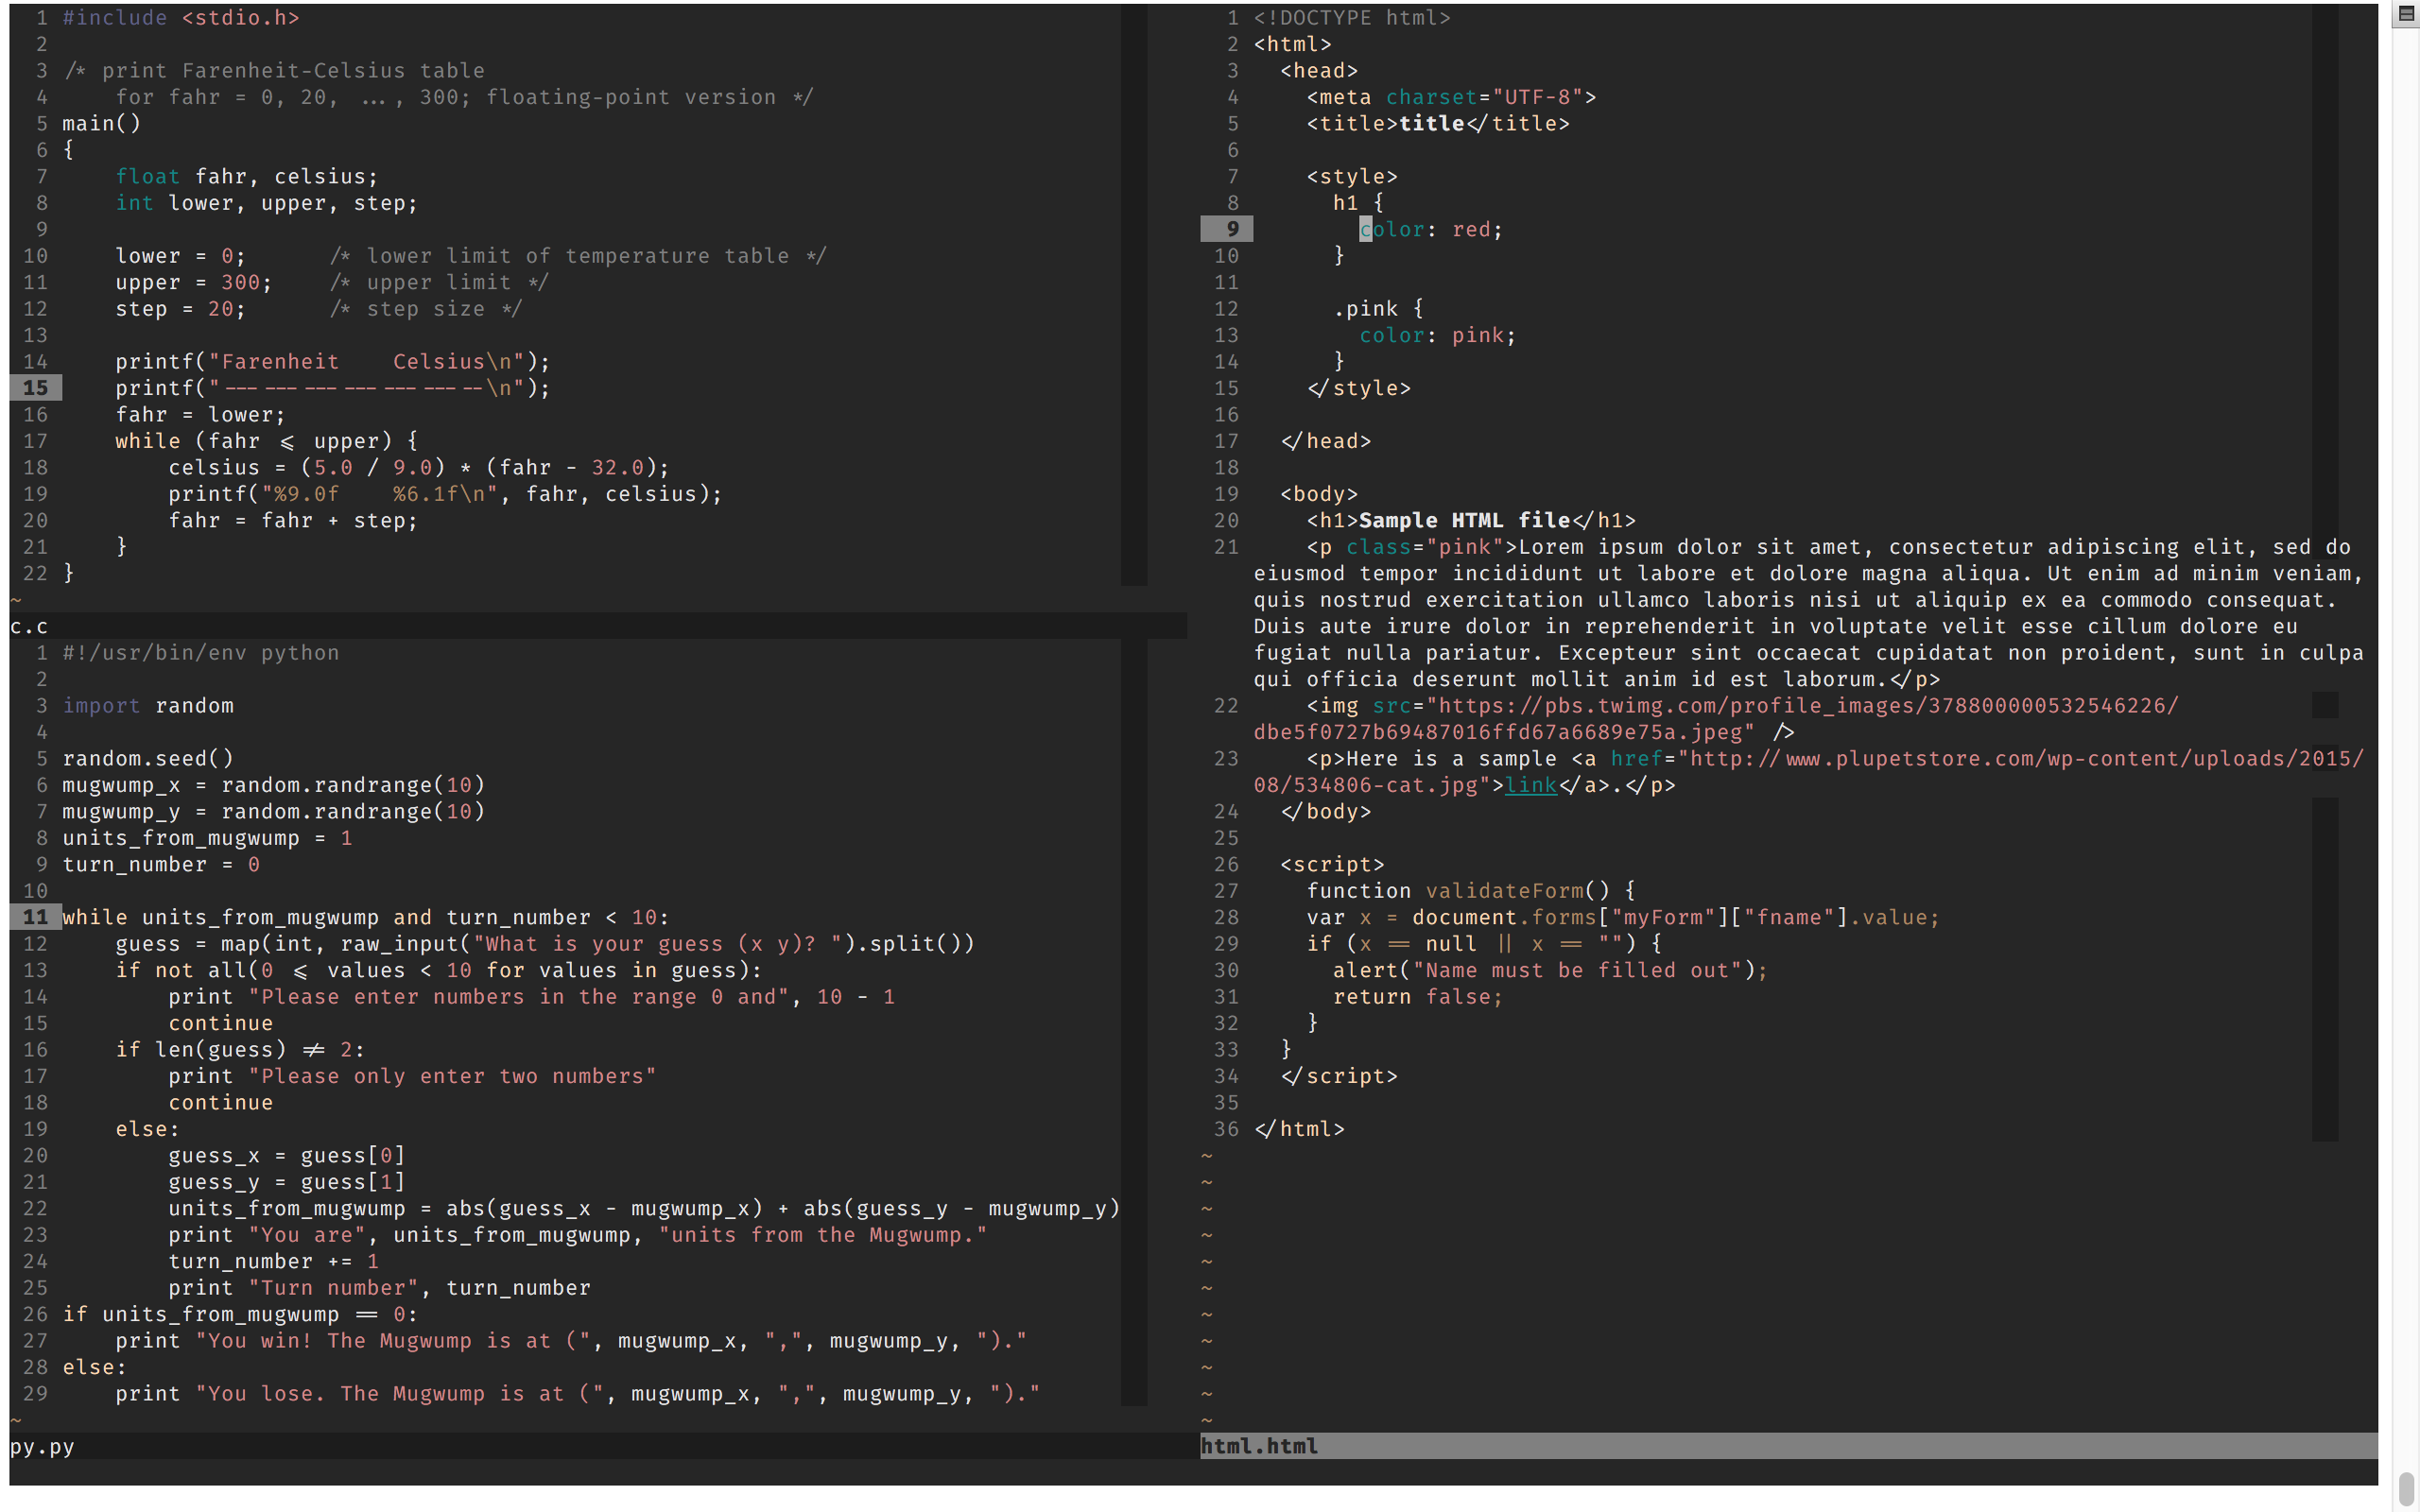 1 #include <stdio.h>
2
3 /* print Farenheit-Celsius table
4     for fahr = 0, 20, ..., 300; floating-point version */
5 main()
6 {
7     float fahr, celsius;
8     int lower, upper, step;
9
10     lower = 0;      /* lower limit of temperature table */
11     upper = 300;    /* upper limit */
12     step = 20;      /* step size */
13
14     printf("Farenheit    Celsius\n");
15     printf("--------------------\n");
16     fahr = lower;
17     while (fahr <= upper) {
18         celsius = (5.0 / 9.0) * (fahr - 32.0);
19         printf("%9.0f    %6.1f\n", fahr, celsius);
20         fahr = fahr + step;
21     }
22 }
~
c.c
1 #!/usr/bin/env python
2
3 import random
4
5 random.seed()
6 mugwump_x = random.randrange(10)
7 mugwump_y = random.randrange(10)
8 units_from_mugwump = 1
9 turn_number = 0
10
11 while units_from_mugwump and turn_number < 10:
12     guess = map(int, raw_input("What is your guess (x y)? ").split())
13     if not all(0 <= values < 10 for values in guess):
14         print "Please enter numbers in the range 0 and", 10 - 1
15         continue
16     if len(guess) != 2:
17         print "Please only enter two numbers"
18         continue
19     else:
20         guess_x = guess[0]
21         guess_y = guess[1]
22         units_from_mugwump = abs(guess_x - mugwump_x) + abs(guess_y - mugwump_y)
23         print "You are", units_from_mugwump, "units from the Mugwump."
24         turn_number += 1
25         print "Turn number", turn_number
26 if units_from_mugwump == 0:
27     print "You win! The Mugwump is at (", mugwump_x, ",", mugwump_y, ")."
28 else:
29     print "You lose. The Mugwump is at (", mugwump_x, ",", mugwump_y, ")."
~
py.py
1 <!DOCTYPE html>
2 <html>
3   <head>
4     <meta charset="UTF-8">
5     <title>title</title>
6
7     <style>
8       h1 {
9         color: red;
10       }
11
12       .pink {
13         color: pink;
14       }
15     </style>
16
17   </head>
18
19   <body>
20     <h1>Sample HTML file</h1>
21     <p class="pink">Lorem ipsum dolor sit amet, consectetur adipiscing elit, sed do
eiusmod tempor incididunt ut labore et dolore magna aliqua. Ut enim ad minim veniam,
quis nostrud exercitation ullamco laboris nisi ut aliquip ex ea commodo consequat.
Duis aute irure dolor in reprehenderit in voluptate velit esse cillum dolore eu
fugiat nulla pariatur. Excepteur sint occaecat cupidatat non proident, sunt in culpa
qui officia deserunt mollit anim id est laborum.</p>
22     <img src="https://pbs.twimg.com/profile_images/378800000532546226/
dbe5f0727b69487016ffd67a6689e75a.jpeg" />
23     <p>Here is a sample <a href="http://www.plupetstore.com/wp-content/uploads/2015/
08/534806-cat.jpg">link</a>.</p>
24   </body>
25
26   <script>
27     function validateForm() {
28     var x = document.forms["myForm"]["fname"].value;
29     if (x == null || x == "") {
30       alert("Name must be filled out");
31       return false;
32     }
33   }
34   </script>
35
36 </html>
~
~
~
~
~
~
~
~
~
~
~
html.html